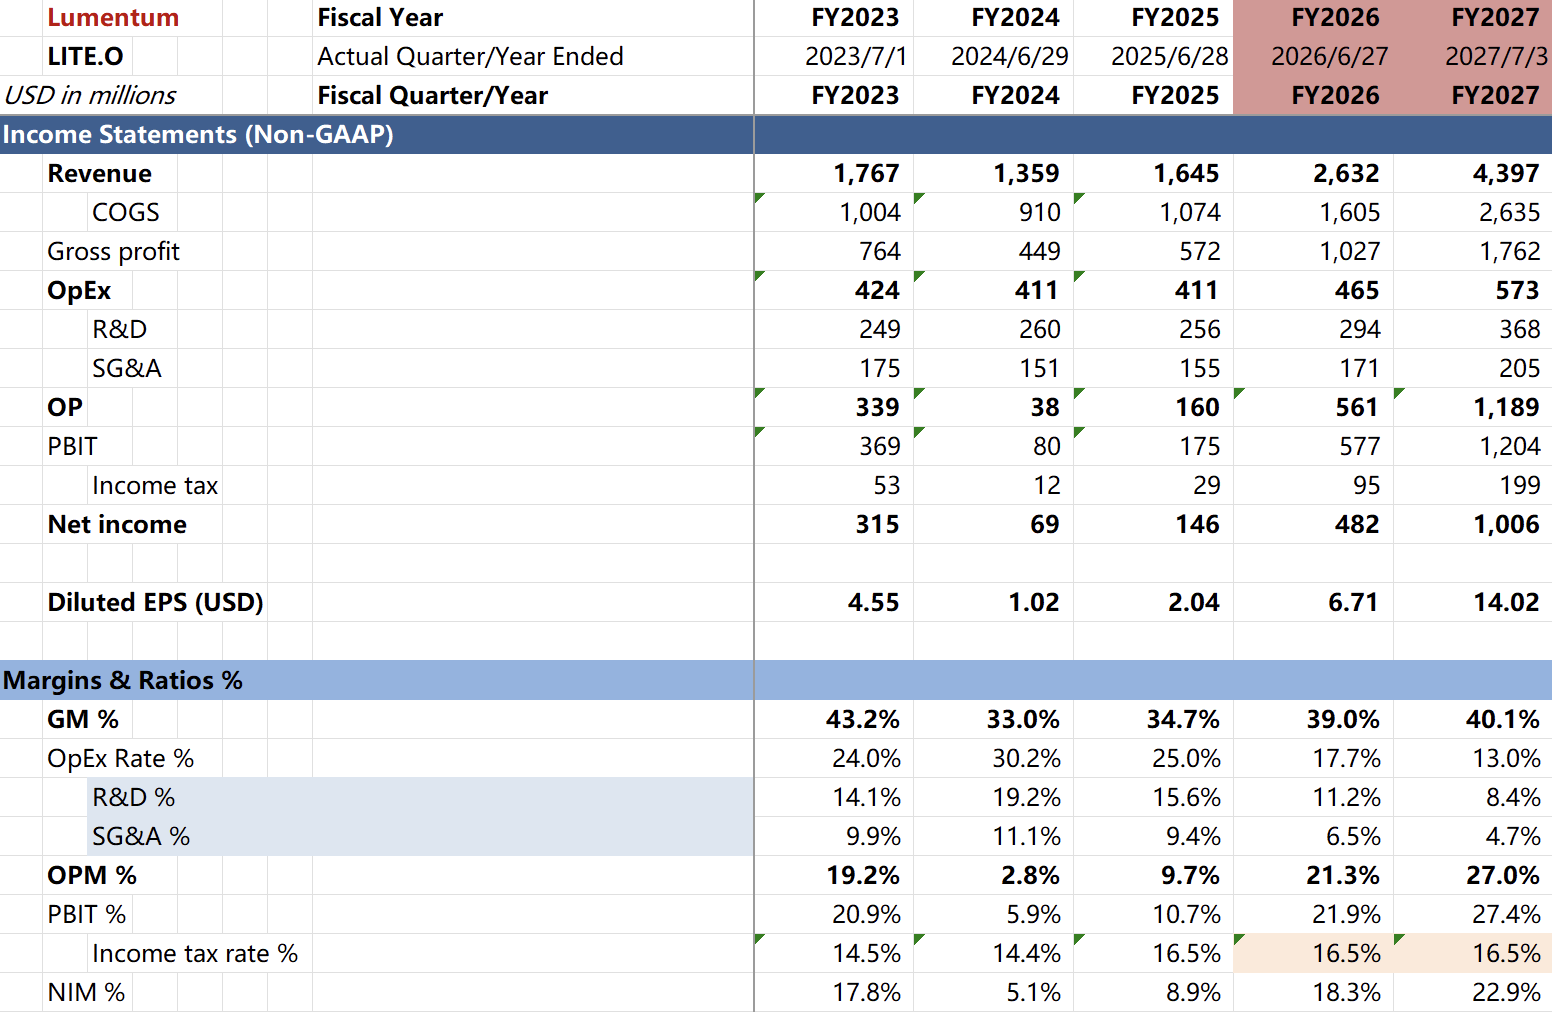 Lumentum Fiscal Year FY2023 FY2024 FY2025 FY2026 FY2027
LITE.O Actual Quarter/Year Ended 2023/7/1 2024/6/29 2025/6/28 2026/6/27 2027/7/3
USD in millions Fiscal Quarter/Year FY2023 FY2024 FY2025 FY2026 FY2027
Income Statements (Non-GAAP)
Revenue 1,767 1,359 1,645 2,632 4,397
COGS 1,004 910 1,074 1,605 2,635
Gross profit 764 449 572 1,027 1,762
OpEx 424 411 411 465 573
R&D 249 260 256 294 368
SG&A 175 151 155 171 205
OP 339 38 160 561 1,189
PBIT 369 80 175 577 1,204
Income tax 53 12 29 95 199
Net income 315 69 146 482 1,006
Diluted EPS (USD) 4.55 1.02 2.04 6.71 14.02
Margins & Ratios %
GM % 43.2% 33.0% 34.7% 39.0% 40.1%
OpEx Rate % 24.0% 30.2% 25.0% 17.7% 13.0%
R&D % 14.1% 19.2% 15.6% 11.2% 8.4%
SG&A % 9.9% 11.1% 9.4% 6.5% 4.7%
OPM % 19.2% 2.8% 9.7% 21.3% 27.0%
PBIT % 20.9% 5.9% 10.7% 21.9% 27.4%
Income tax rate % 14.5% 14.4% 16.5% 16.5% 16.5%
NIM % 17.8% 5.1% 8.9% 18.3% 22.9%